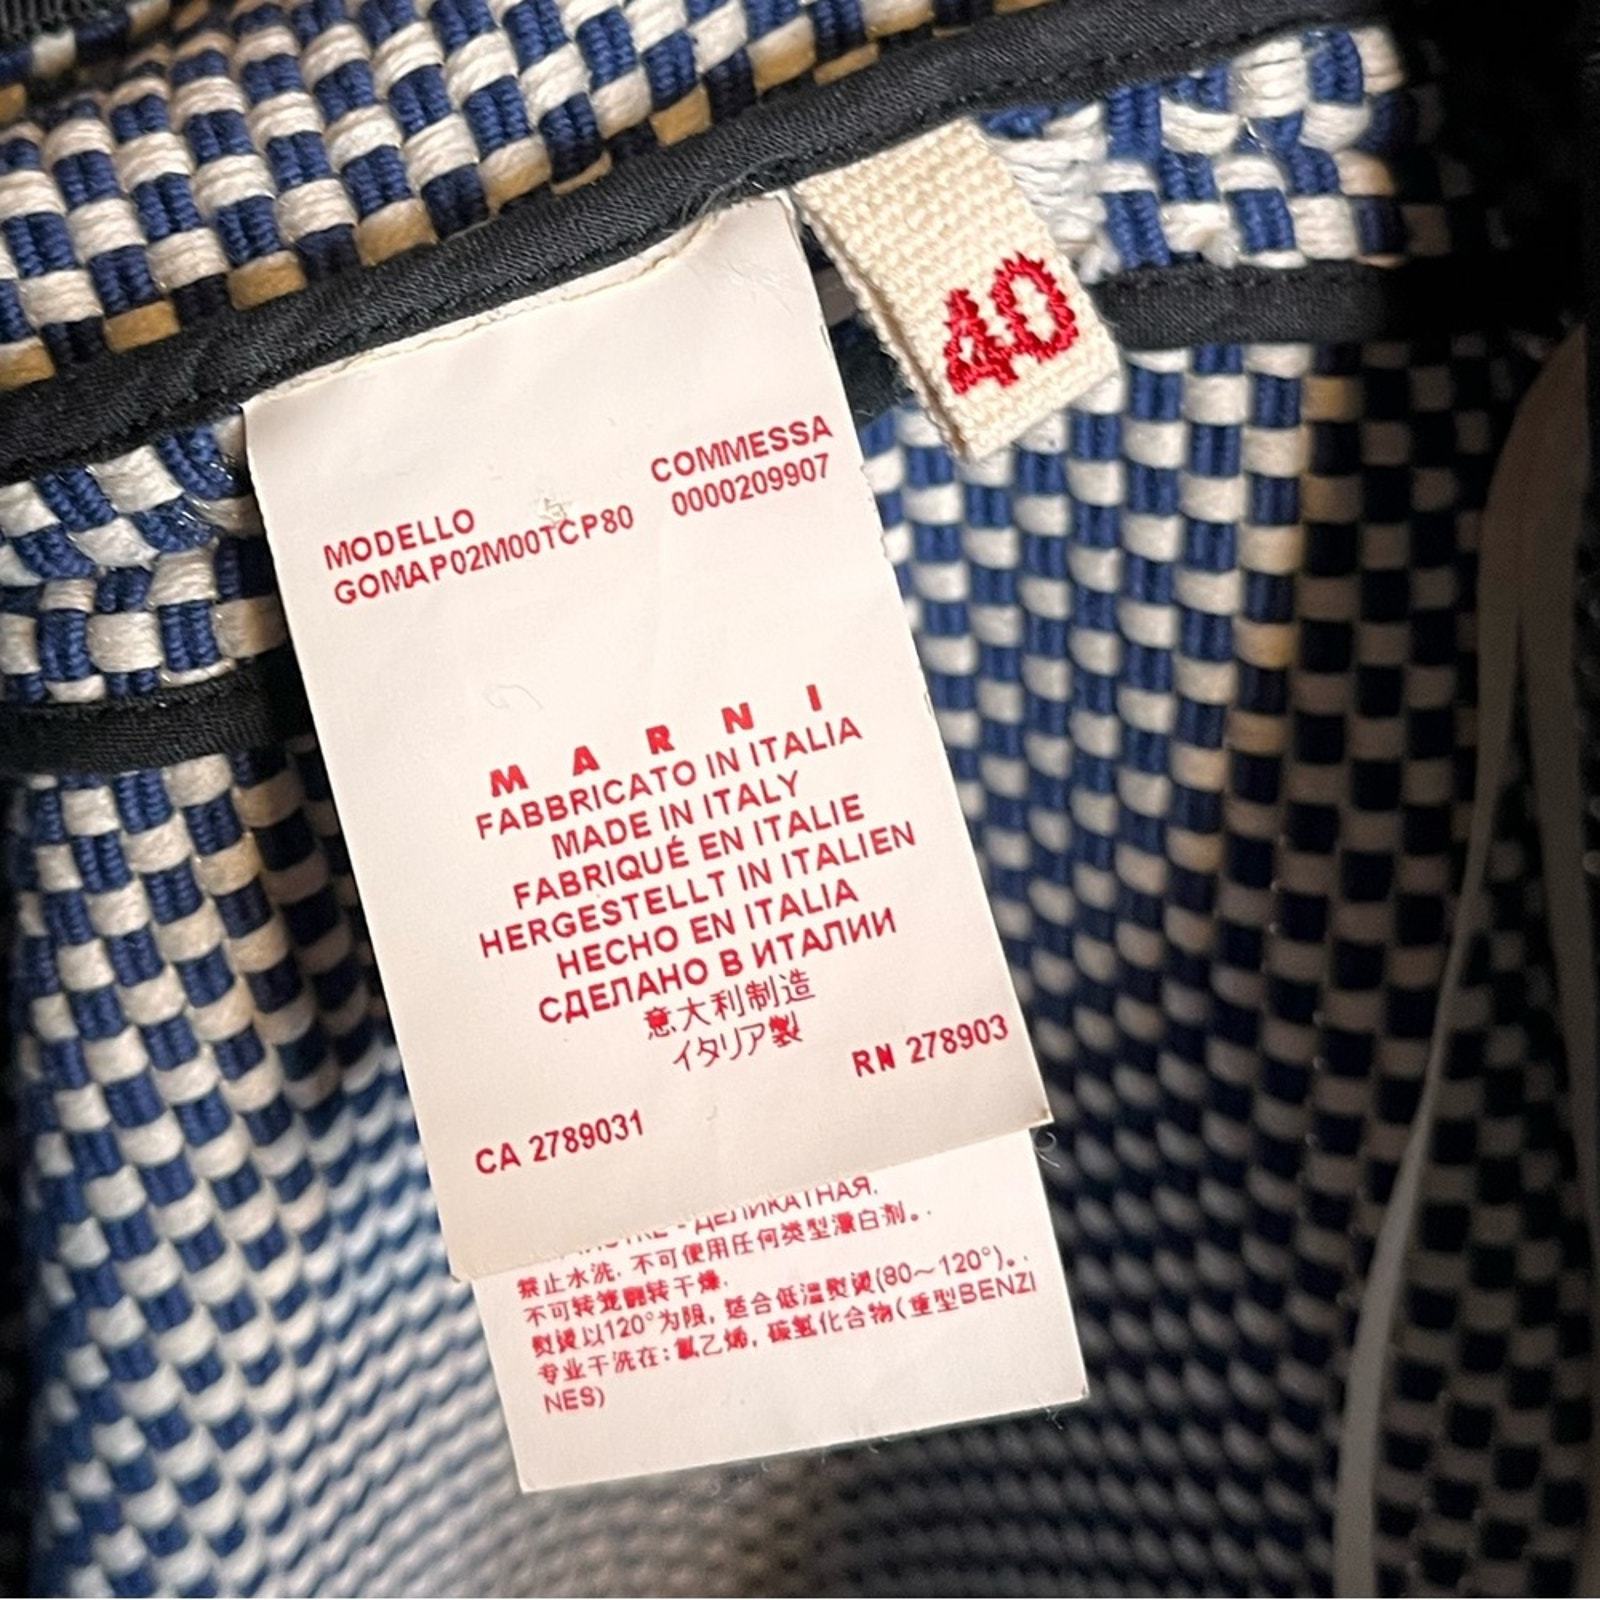 40
MODELLO
GOMAP02M00TCP80
COMMESSA
0000209907
MARNI
FABBRICATO IN ITALIA
MADE IN ITALY
FABRIQUÉ EN ITALIE
HERGESTELLT IN ITALIEN
HECHO EN ITALIA
СДЕЛАНО В ИТАЛИИ
意大利制造
イタリア製
RN 278903
CA 2789031
- ДЕЛИКАТНАЯ.
禁止水洗. 不可使用任何类型漂白剂。.
不可转笼翻转干燥.
熨烫以120°为限, 适合低温熨烫(80~120°)。.
专业干洗在: 氯乙烯, 碳氢化合物(重型BENZI
NES)